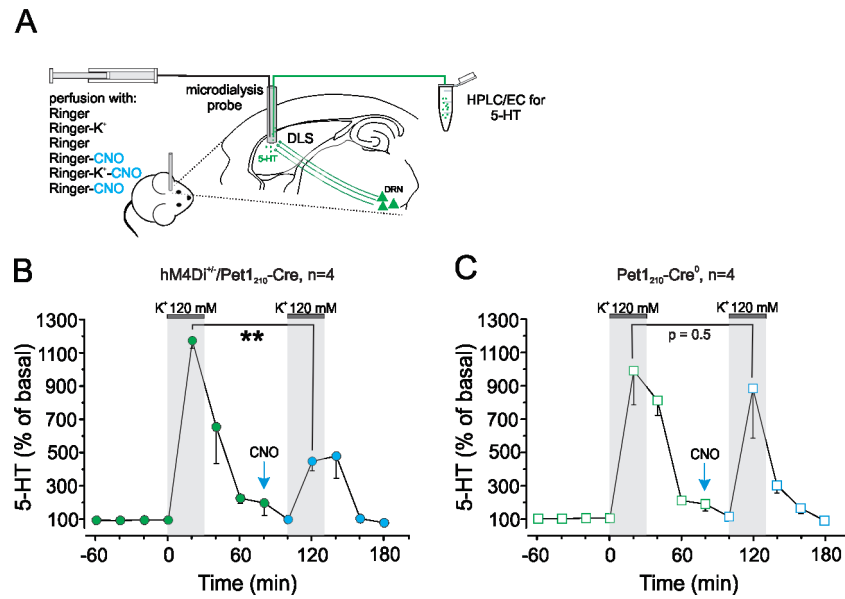 A
perfusion with:
Ringer
Ringer-K⁺
Ringer
Ringer-CNO
Ringer-K⁺-CNO
Ringer-CNO
microdialysis
probe
HPLC/EC for
5-HT
DLS
5-HT
DRN
B
hM4Di⁺/⁻/Pet1₂₁₀-Cre, n=4
K⁺ 120 mM
K⁺ 120 mM
**
CNO
5-HT (% of basal)
1300
1100
900
700
500
300
100
-60
0
60
120
180
Time (min)
C
Pet1₂₁₀-Cre⁰, n=4
K⁺ 120 mM
K⁺ 120 mM
p = 0.5
CNO
5-HT (% of basal)
1300
1100
900
700
500
300
100
-60
0
60
120
180
Time (min)